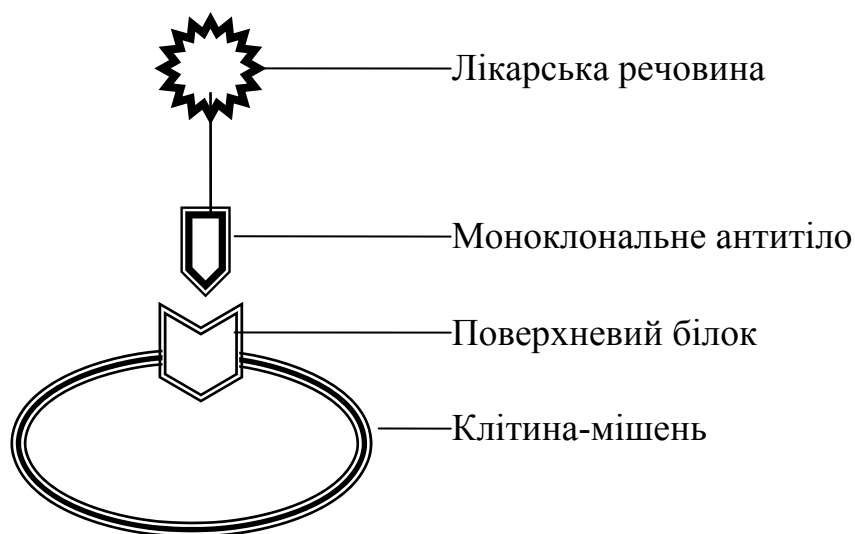 Лікарська речовина
Моноклональне антитіло
Поверхневий білок
Клітина-мішень